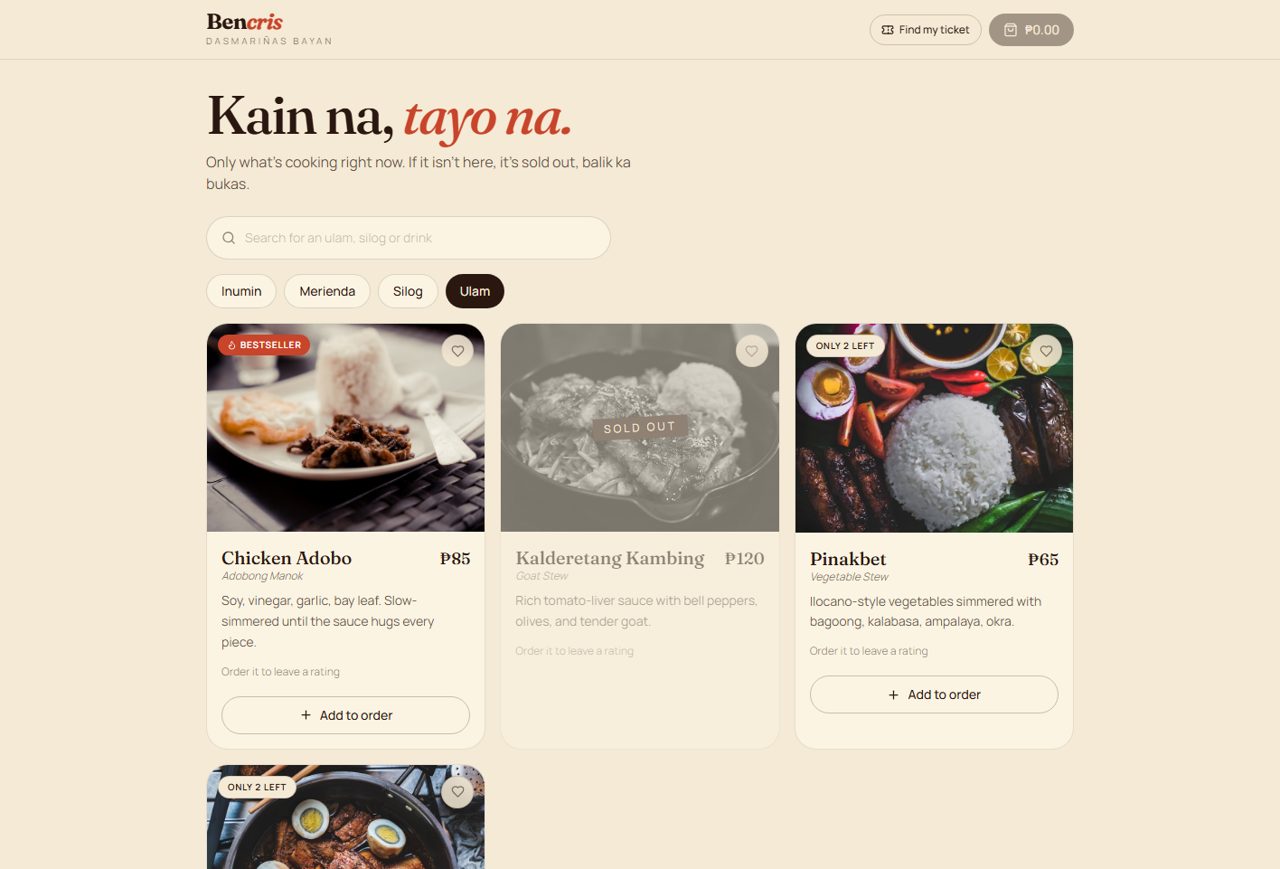 Bencris
DASMARIÑAS BAYAN
Find my ticket
₱0.00
Kain na, tayo na.
Only what's cooking right now. If it isn't here, it's sold out, balik ka
bukas.
Search for an ulam, silog or drink
Inumin
Merienda
Silog
Ulam
BESTSELLER
Chicken Adobo ₱85
Adobong Manok
Soy, vinegar, garlic, bay leaf. Slow-
simmered until the sauce hugs every
piece.
Order it to leave a rating
+ Add to order
SOLD OUT
Kalderetang Kambing ₱120
Goat Stew
Rich tomato-liver sauce with bell peppers,
olives, and tender goat.
Order it to leave a rating
ONLY 2 LEFT
Pinakbet ₱65
Vegetable Stew
Ilocano-style vegetables simmered with
bagoong, kalabasa, ampalaya, okra.
Order it to leave a rating
+ Add to order
ONLY 2 LEFT